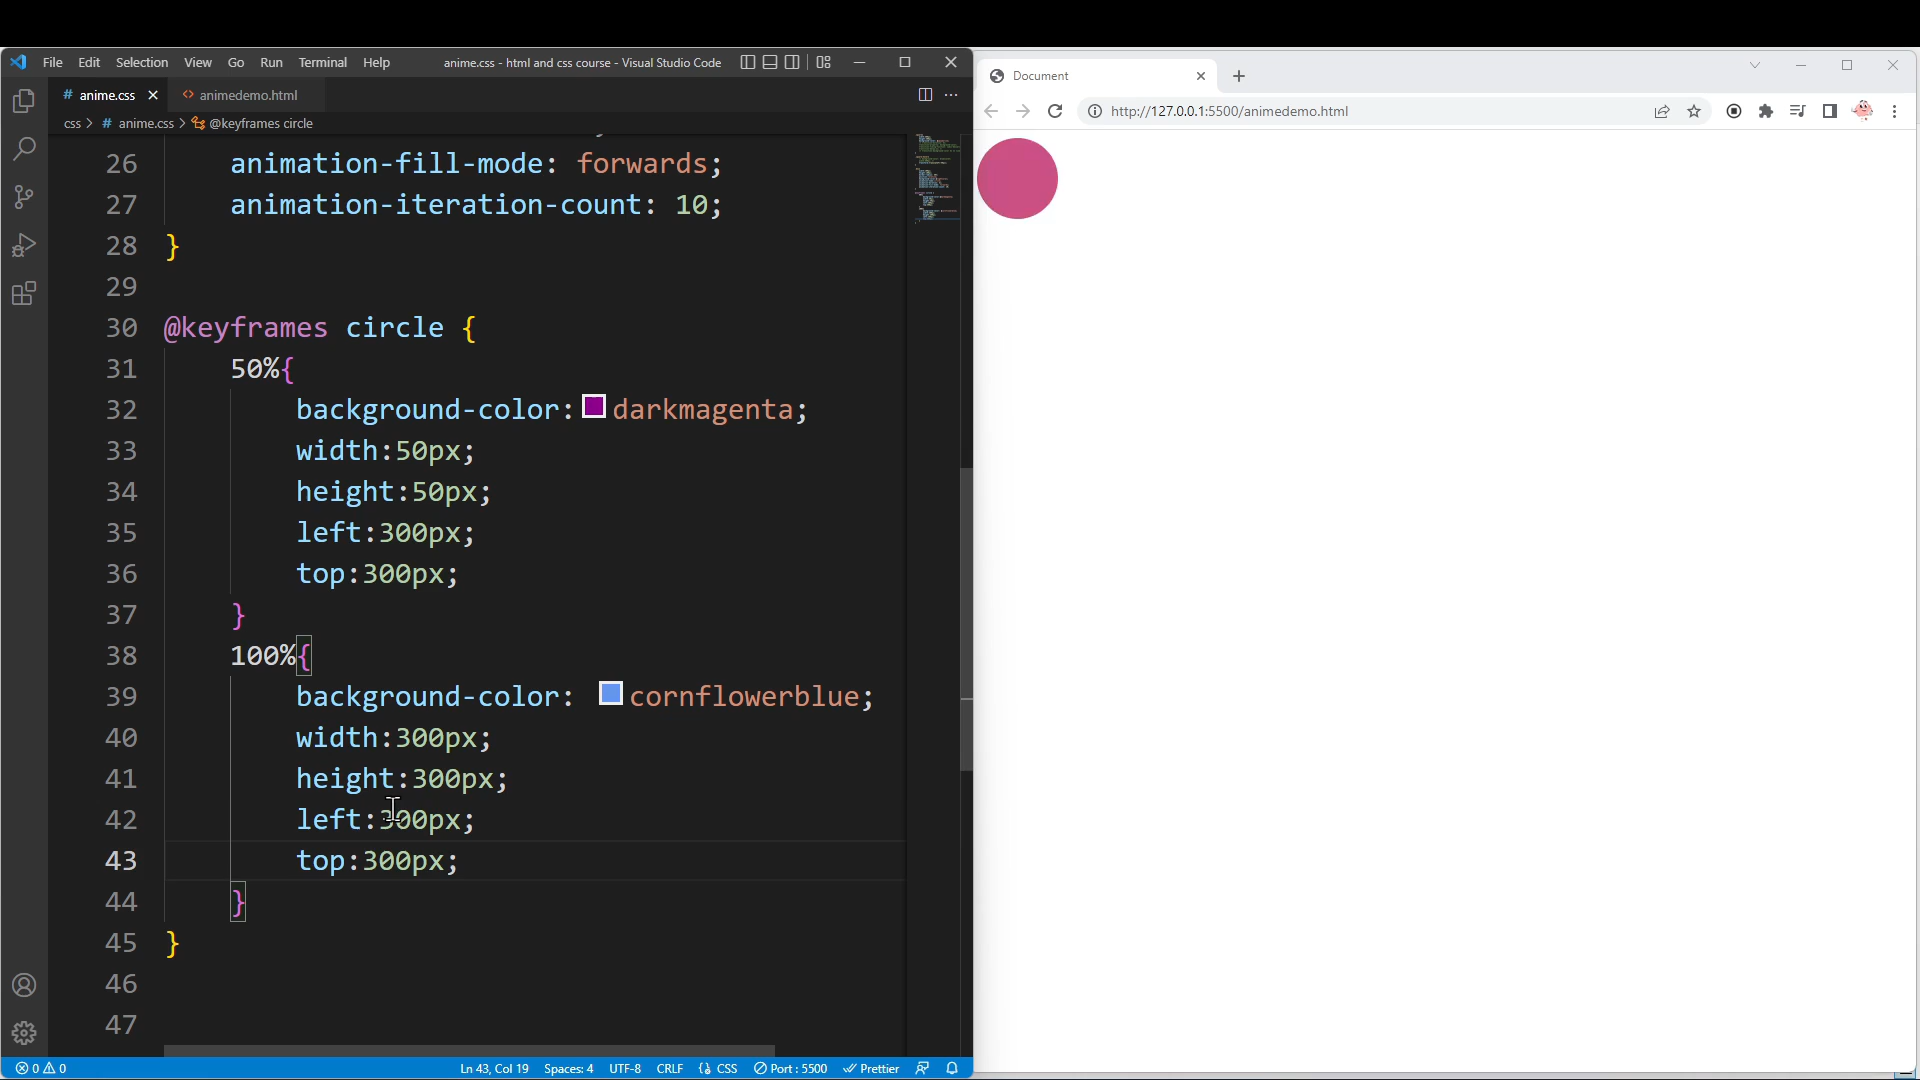 File Edit Selection View Go Run Terminal Help anime.css - html and css course - Visual Studio Code
# anime.css <> animedemo.html
css > # anime.css > @keyframes circle
26 animation-fill-mode: forwards;
27 animation-iteration-count: 10;
28 }
29
30 @keyframes circle {
31 50%{
32 background-color: darkmagenta;
33 width:50px;
34 height:50px;
35 left:300px;
36 top:300px;
37 }
38 100%{
39 background-color: cornflowerblue;
40 width:300px;
41 height:300px;
42 left:300px;
43 top:300px;
44 }
45 }
46
47
0 0 Ln 43, Col 19 Spaces: 4 UTF-8 CRLF {} CSS Port : 5500 Prettier
Document
http://127.0.0.1:5500/animedemo.html